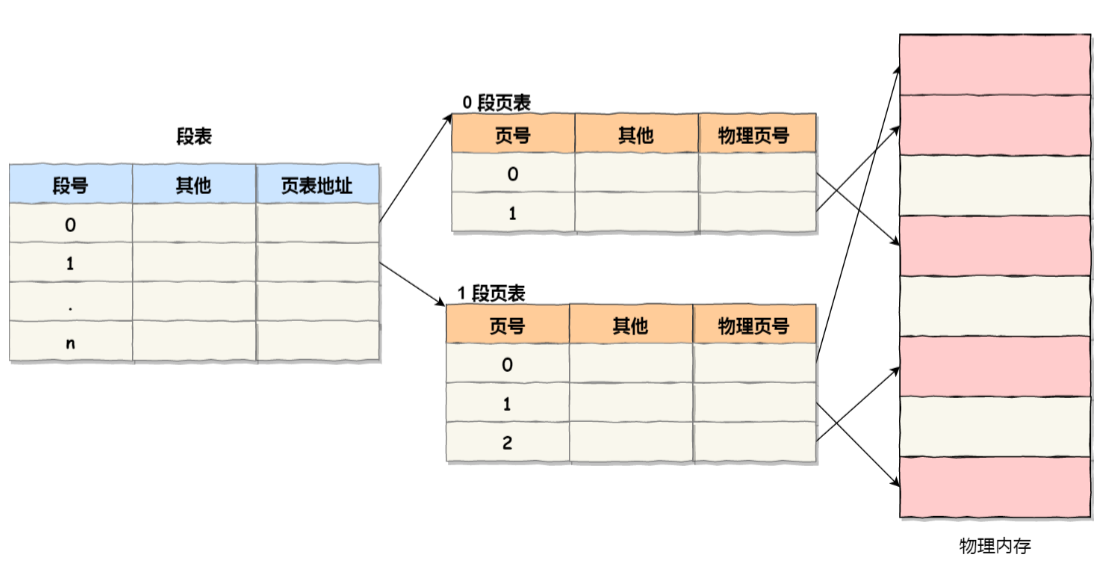 段表
段号 其他 页表地址
0
1
.
n
0 段页表
页号 其他 物理页号
0
1
1 段页表
页号 其他 物理页号
0
1
2
物理内存